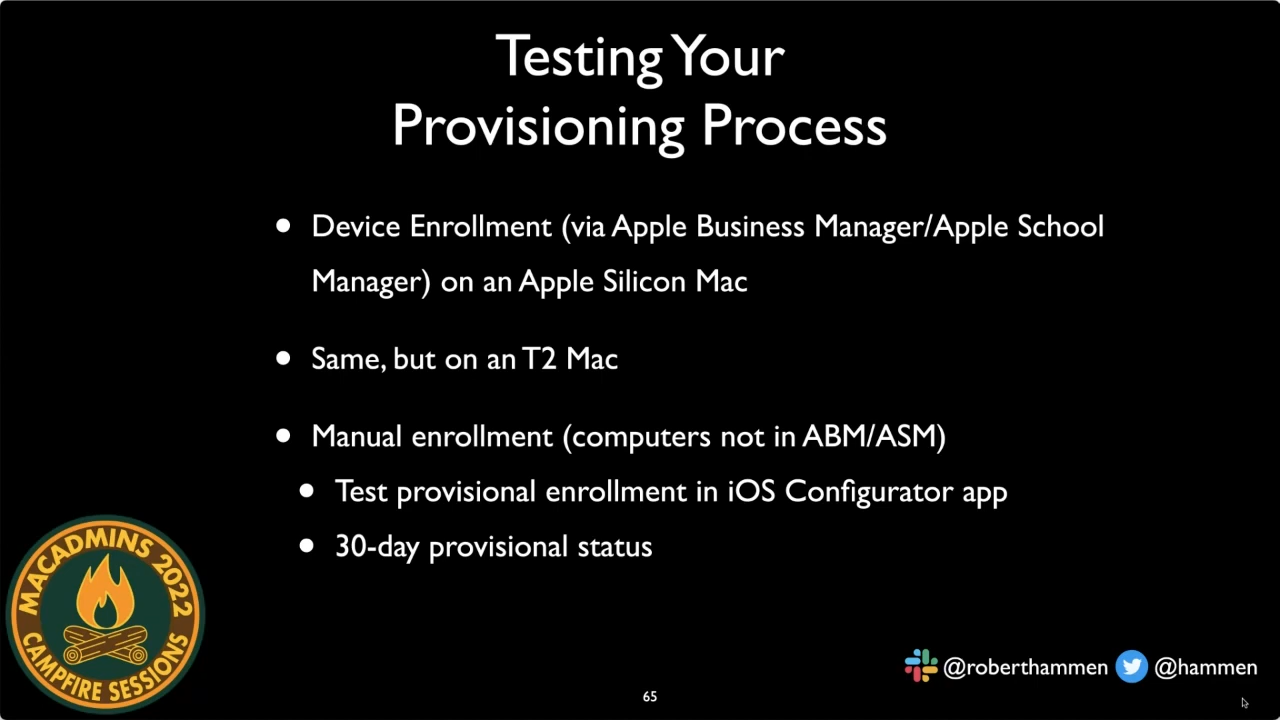 Testing Your
Provisioning Process
Device Enrollment (via Apple Business Manager/Apple School
Manager) on an Apple Silicon Mac
Same, but on an T2 Mac
Manual enrollment (computers not in ABM/ASM)
Test provisional enrollment in iOS Configurator app
30-day provisional status
MACADMINS 2022
CAMPFIRE SESSIONS
@roberthammen @hammen
65